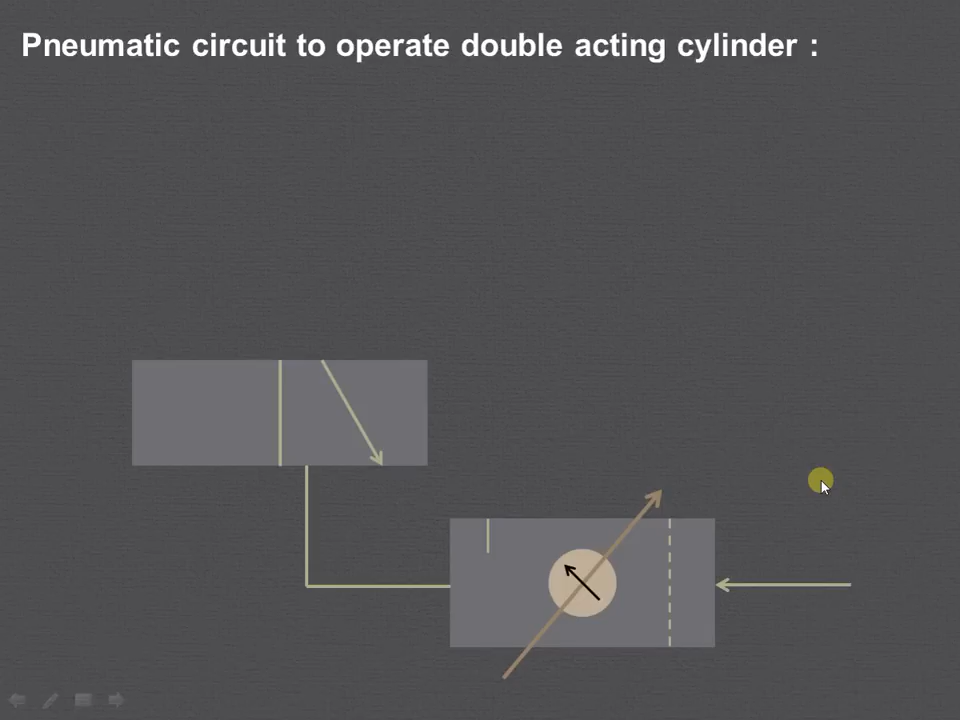 Pneumatic circuit to operate double acting cylinder :